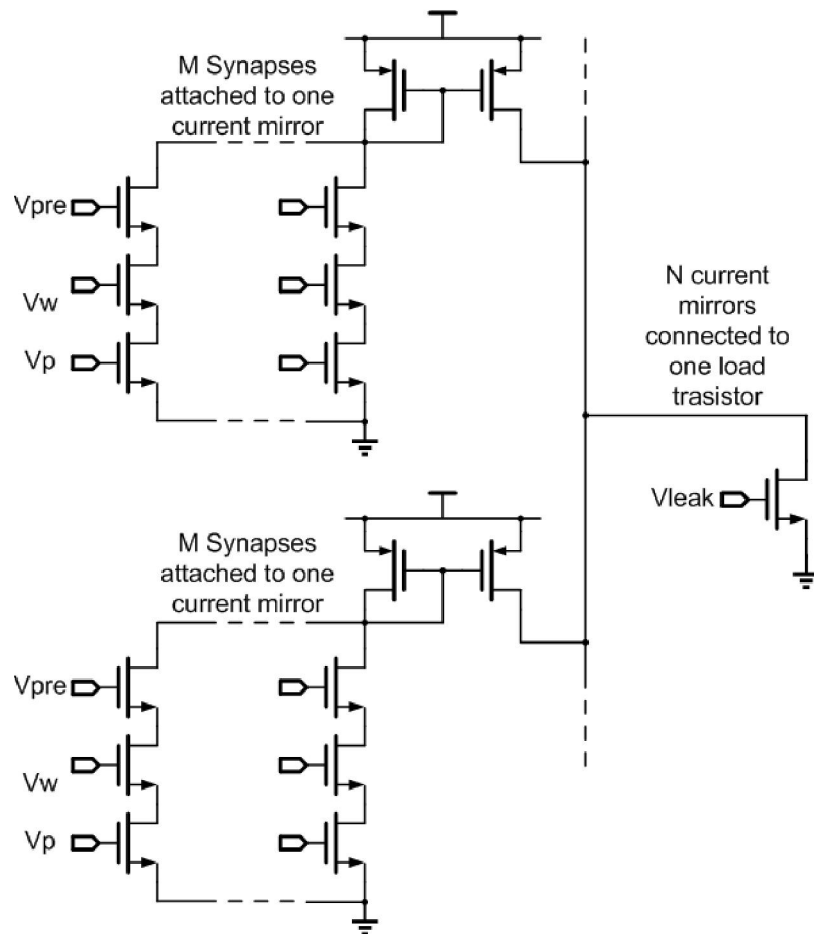 M Synapses
attached to one
current mirror
Vpre
Vw
Vp
N current
mirrors
connected to
one load
trasistor
Vleak
M Synapses
attached to one
current mirror
Vpre
Vw
Vp